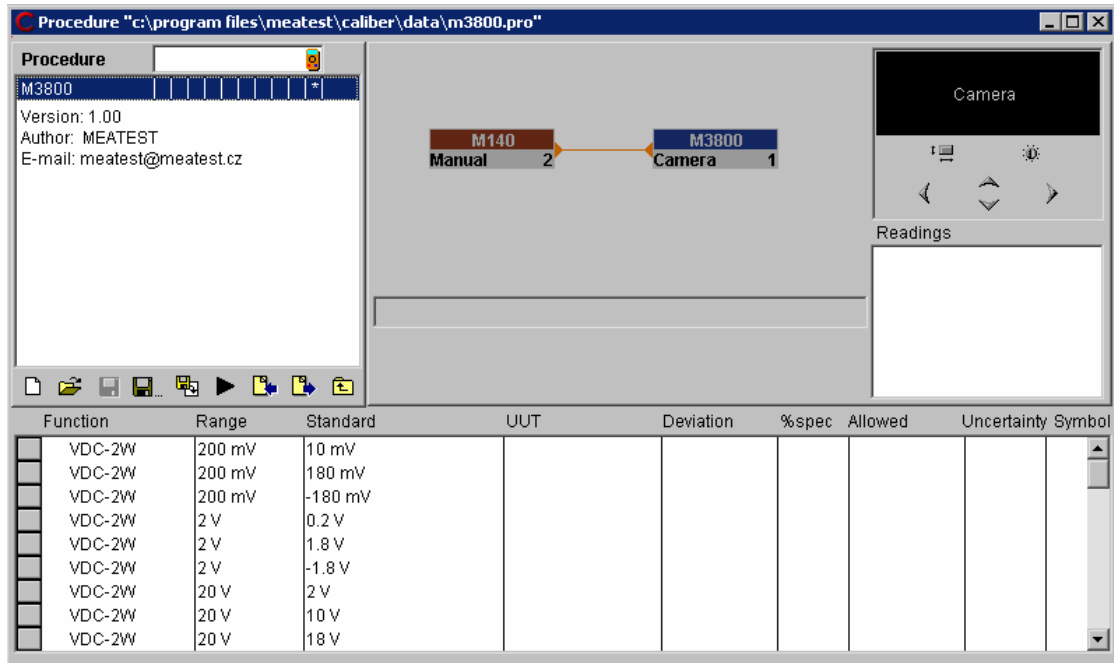 Procedure "c:\program files\meatest\caliber\data\m3800.pro"
Procedure
M3800 *
Version: 1.00
Author: MEATEST
E-mail: meatest@meatest.cz
M140
Manual 2
M3800
Camera 1
Camera
Readings
Function Range Standard UUT Deviation %spec Allowed Uncertainty Symbol
VDC-2W 200 mV 10 mV
VDC-2W 200 mV 180 mV
VDC-2W 200 mV -180 mV
VDC-2W 2 V 0.2 V
VDC-2W 2 V 1.8 V
VDC-2W 2 V -1.8 V
VDC-2W 20 V 2 V
VDC-2W 20 V 10 V
VDC-2W 20 V 18 V